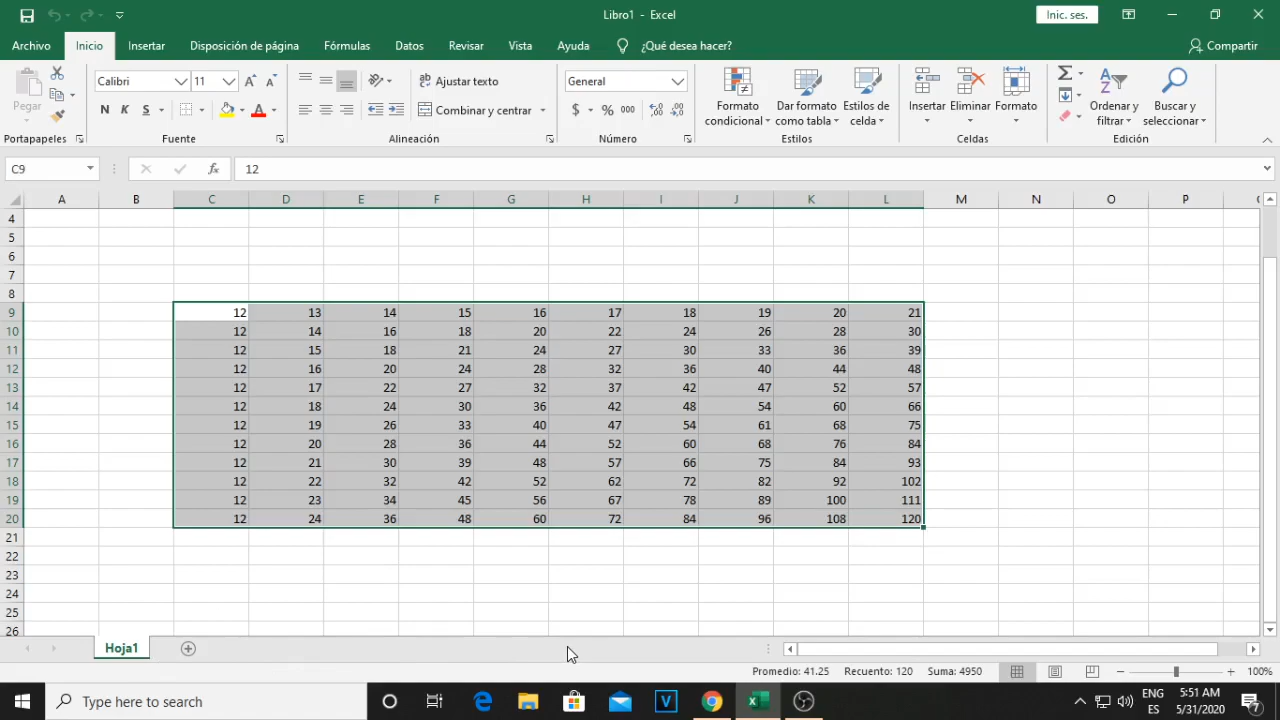 Libro1 - Excel
Inic. ses.
Archivo Inicio Insertar Disposición de página Fórmulas Datos Revisar Vista Ayuda ¿Qué desea hacer? Compartir
Pegar
Calibri 11
N K S
Ajustar texto
Combinar y centrar
General
$ % 000
Formato condicional
Dar formato como tabla
Estilos de celda
Insertar
Eliminar
Formato
Ordenar y filtrar
Buscar y seleccionar
Portapapeles Fuente Alineación Número Estilos Celdas Edición
C9 fx 12
A B C D E F G H I J K L M N O P
4
5
6
7
8
9 12 13 14 15 16 17 18 19 20 21
10 12 14 16 18 20 22 24 26 28 30
11 12 15 18 21 24 27 30 33 36 39
12 12 16 20 24 28 32 36 40 44 48
13 12 17 22 27 32 37 42 47 52 57
14 12 18 24 30 36 42 48 54 60 66
15 12 19 26 33 40 47 54 61 68 75
16 12 20 28 36 44 52 60 68 76 84
17 12 21 30 39 48 57 66 75 84 93
18 12 22 32 42 52 62 72 82 92 102
19 12 23 34 45 56 67 78 89 100 111
20 12 24 36 48 60 72 84 96 108 120
21
22
23
24
25
26
Hoja1
Promedio: 41.25 Recuento: 120 Suma: 4950 100%
Type here to search
ENG
ES
5:51 AM
5/31/2020
7